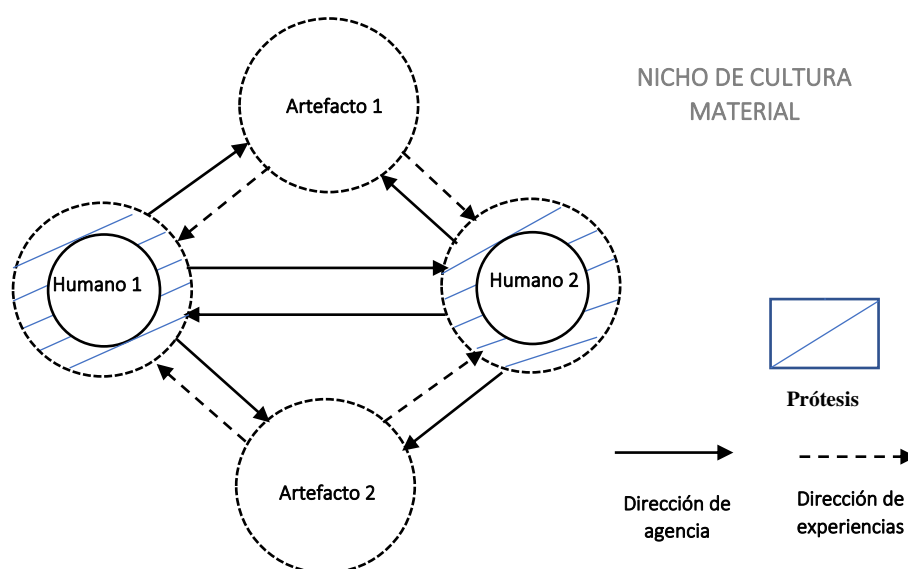 NICHO DE CULTURA
MATERIAL
Artefacto 1
Humano 1
Humano 2
Artefacto 2
Prótesis
Dirección de
agencia
Dirección de
experiencias